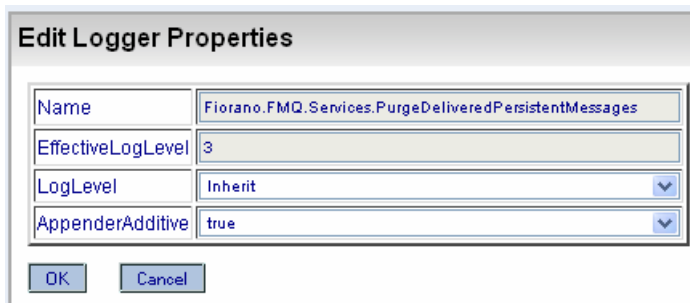 Edit Logger Properties
Name Fiorano.FMQ.Services.PurgeDeliveredPersistentMessages
EffectiveLogLevel 3
LogLevel Inherit
AppenderAdditive true
OK Cancel